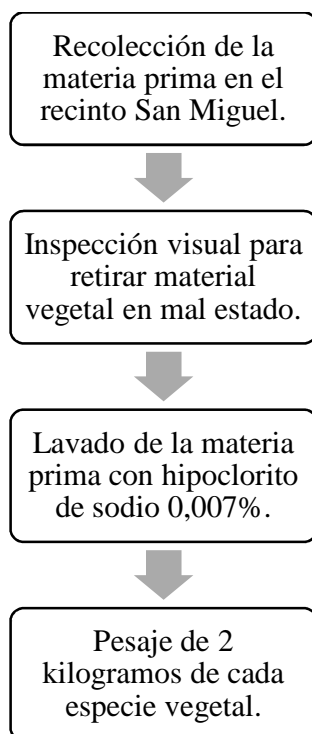 Recolección de la
materia prima en el
recinto San Miguel.
Inspección visual para
retirar material
vegetal en mal estado.
Lavado de la materia
prima con hipoclorito
de sodio 0,007%.
Pesaje de 2
kilogramos de cada
especie vegetal.